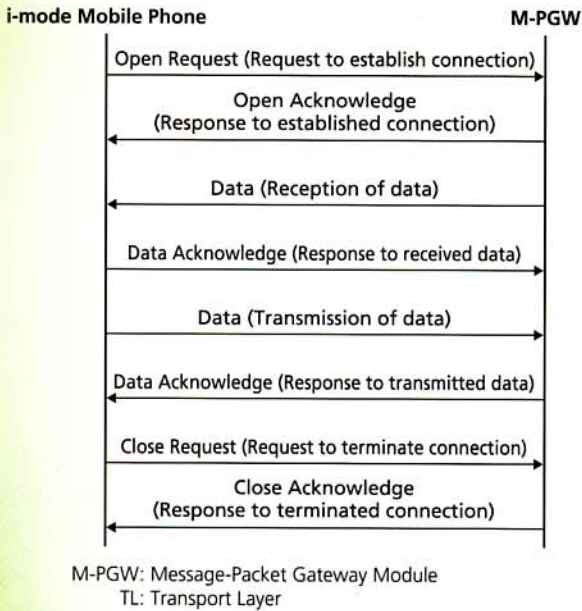 i-mode Mobile Phone
M-PGW
Open Request (Request to establish connection)
Open Acknowledge
(Response to established connection)
Data (Reception of data)
Data Acknowledge (Response to received data)
Data (Transmission of data)
Data Acknowledge (Response to transmitted data)
Close Request (Request to terminate connection)
Close Acknowledge
(Response to terminated connection)
M-PGW: Message-Packet Gateway Module
TL: Transport Layer